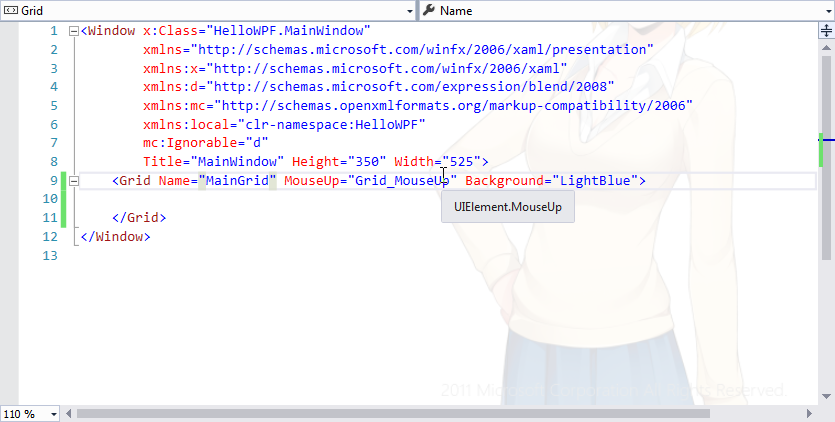 Grid Name
1 <Window x:Class="HelloWPF.MainWindow"
2 xmlns="http://schemas.microsoft.com/winfx/2006/xaml/presentation"
3 xmlns:x="http://schemas.microsoft.com/winfx/2006/xaml"
4 xmlns:d="http://schemas.microsoft.com/expression/blend/2008"
5 xmlns:mc="http://schemas.openxmlformats.org/markup-compatibility/2006"
6 xmlns:local="clr-namespace:HelloWPF"
7 mc:Ignorable="d"
8 Title="MainWindow" Height="350" Width="525">
9 <Grid Name="MainGrid" MouseUp="Grid_MouseUp" Background="LightBlue">
UIElement.MouseUp
10
11 </Grid>
12 </Window>
13
2011 Microsoft Corporation. All Rights Reserved.
110 %